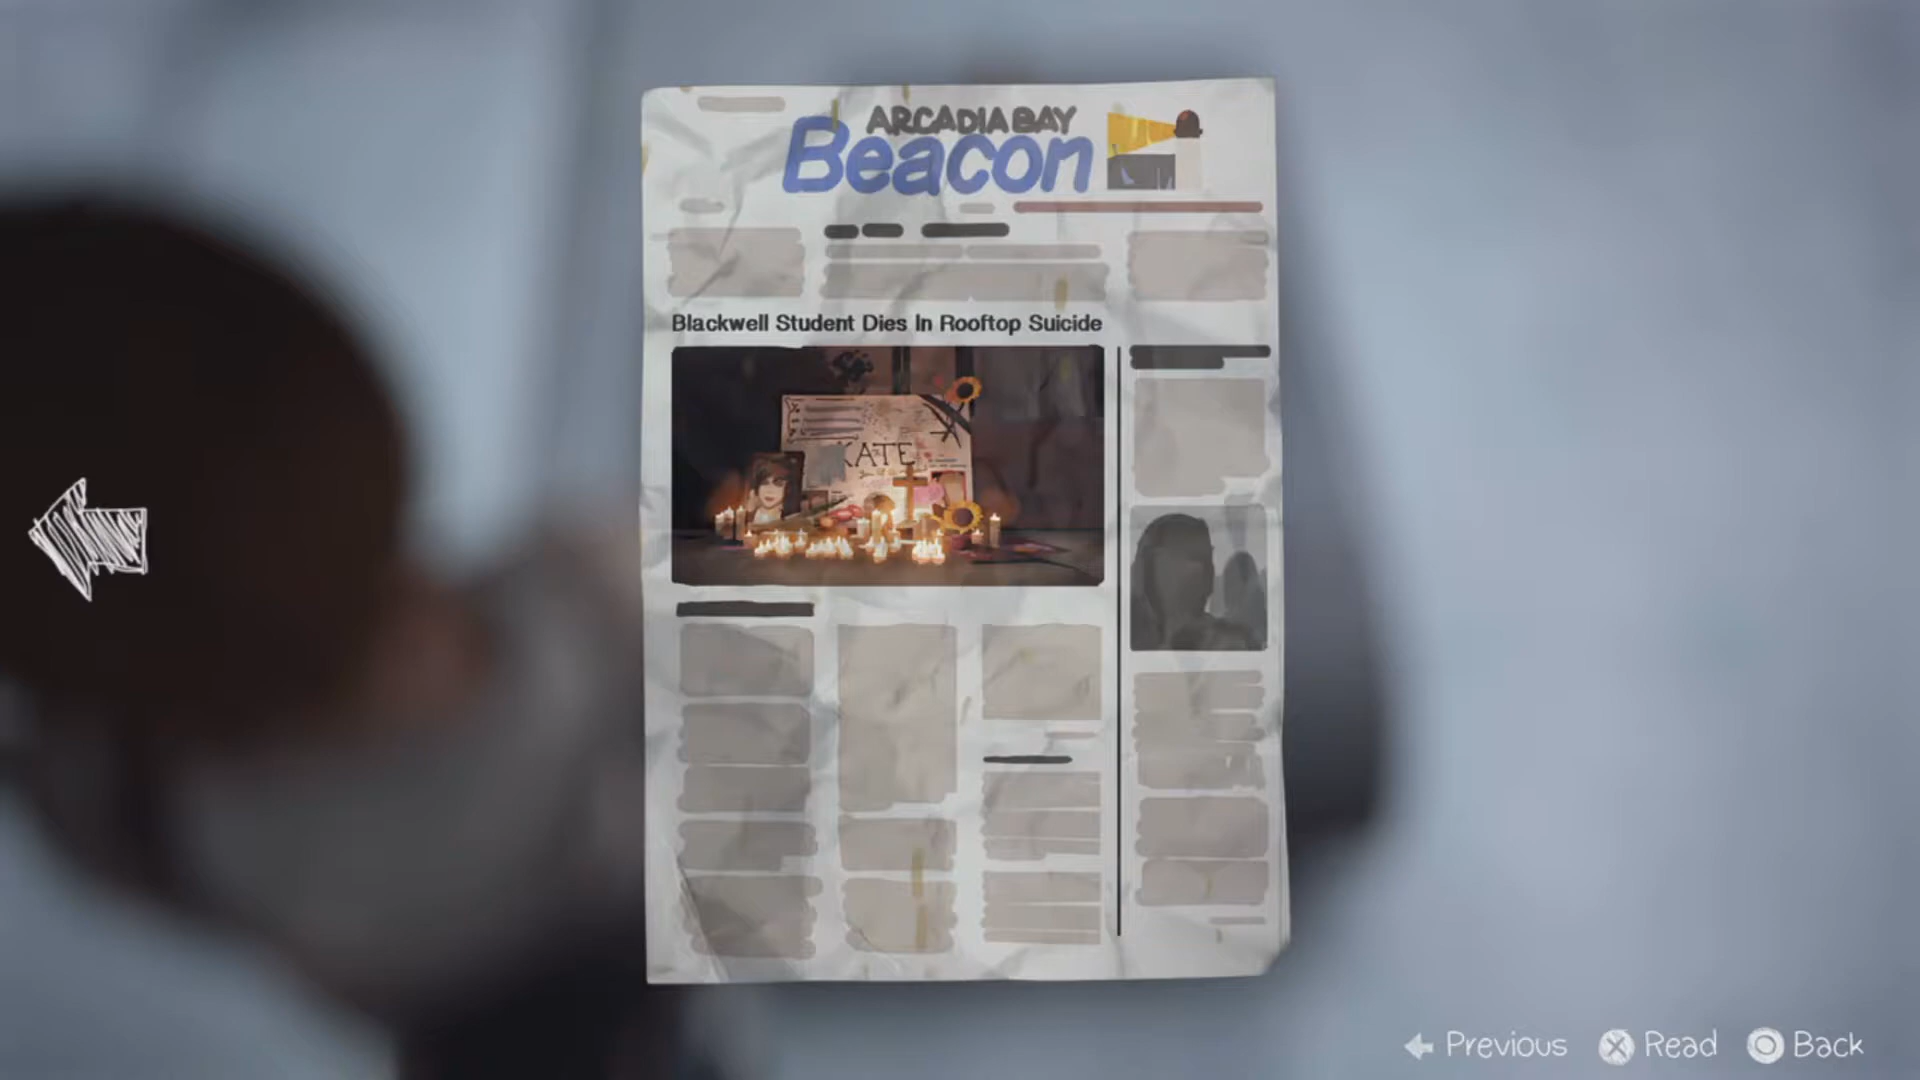 ARCADIA BAY
Beacon
Blackwell Student Dies In Rooftop Suicide
KATE
Previous
Read
Back